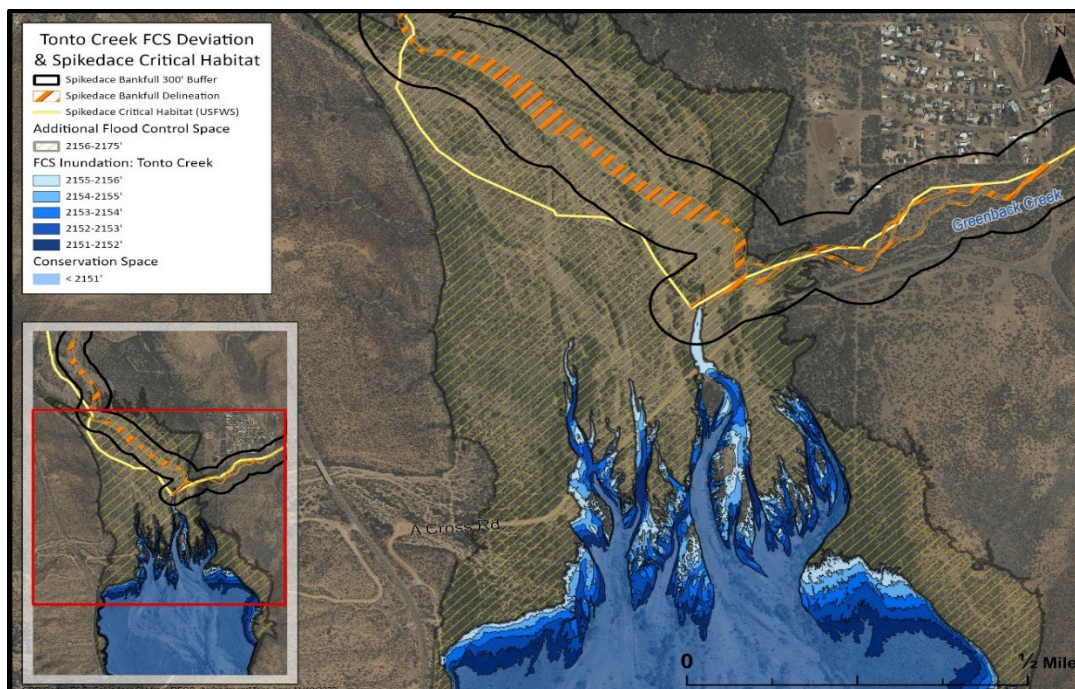 Tonto Creek FCS Deviation
& Spikedace Critical Habitat
Spikedace Bankfull 300' Buffer
Spikedace Bankfull Delineation
Spikedace Critical Habitat (USFWS)
Additional Flood Control Space
2156-2175'
FCS Inundation: Tonto Creek
2155-2156'
2154-2155'
2153-2154'
2152-2153'
2151-2152'
Conservation Space
< 2151'
N
Greenback Creek
A Cross Rd.
0
½ Mile